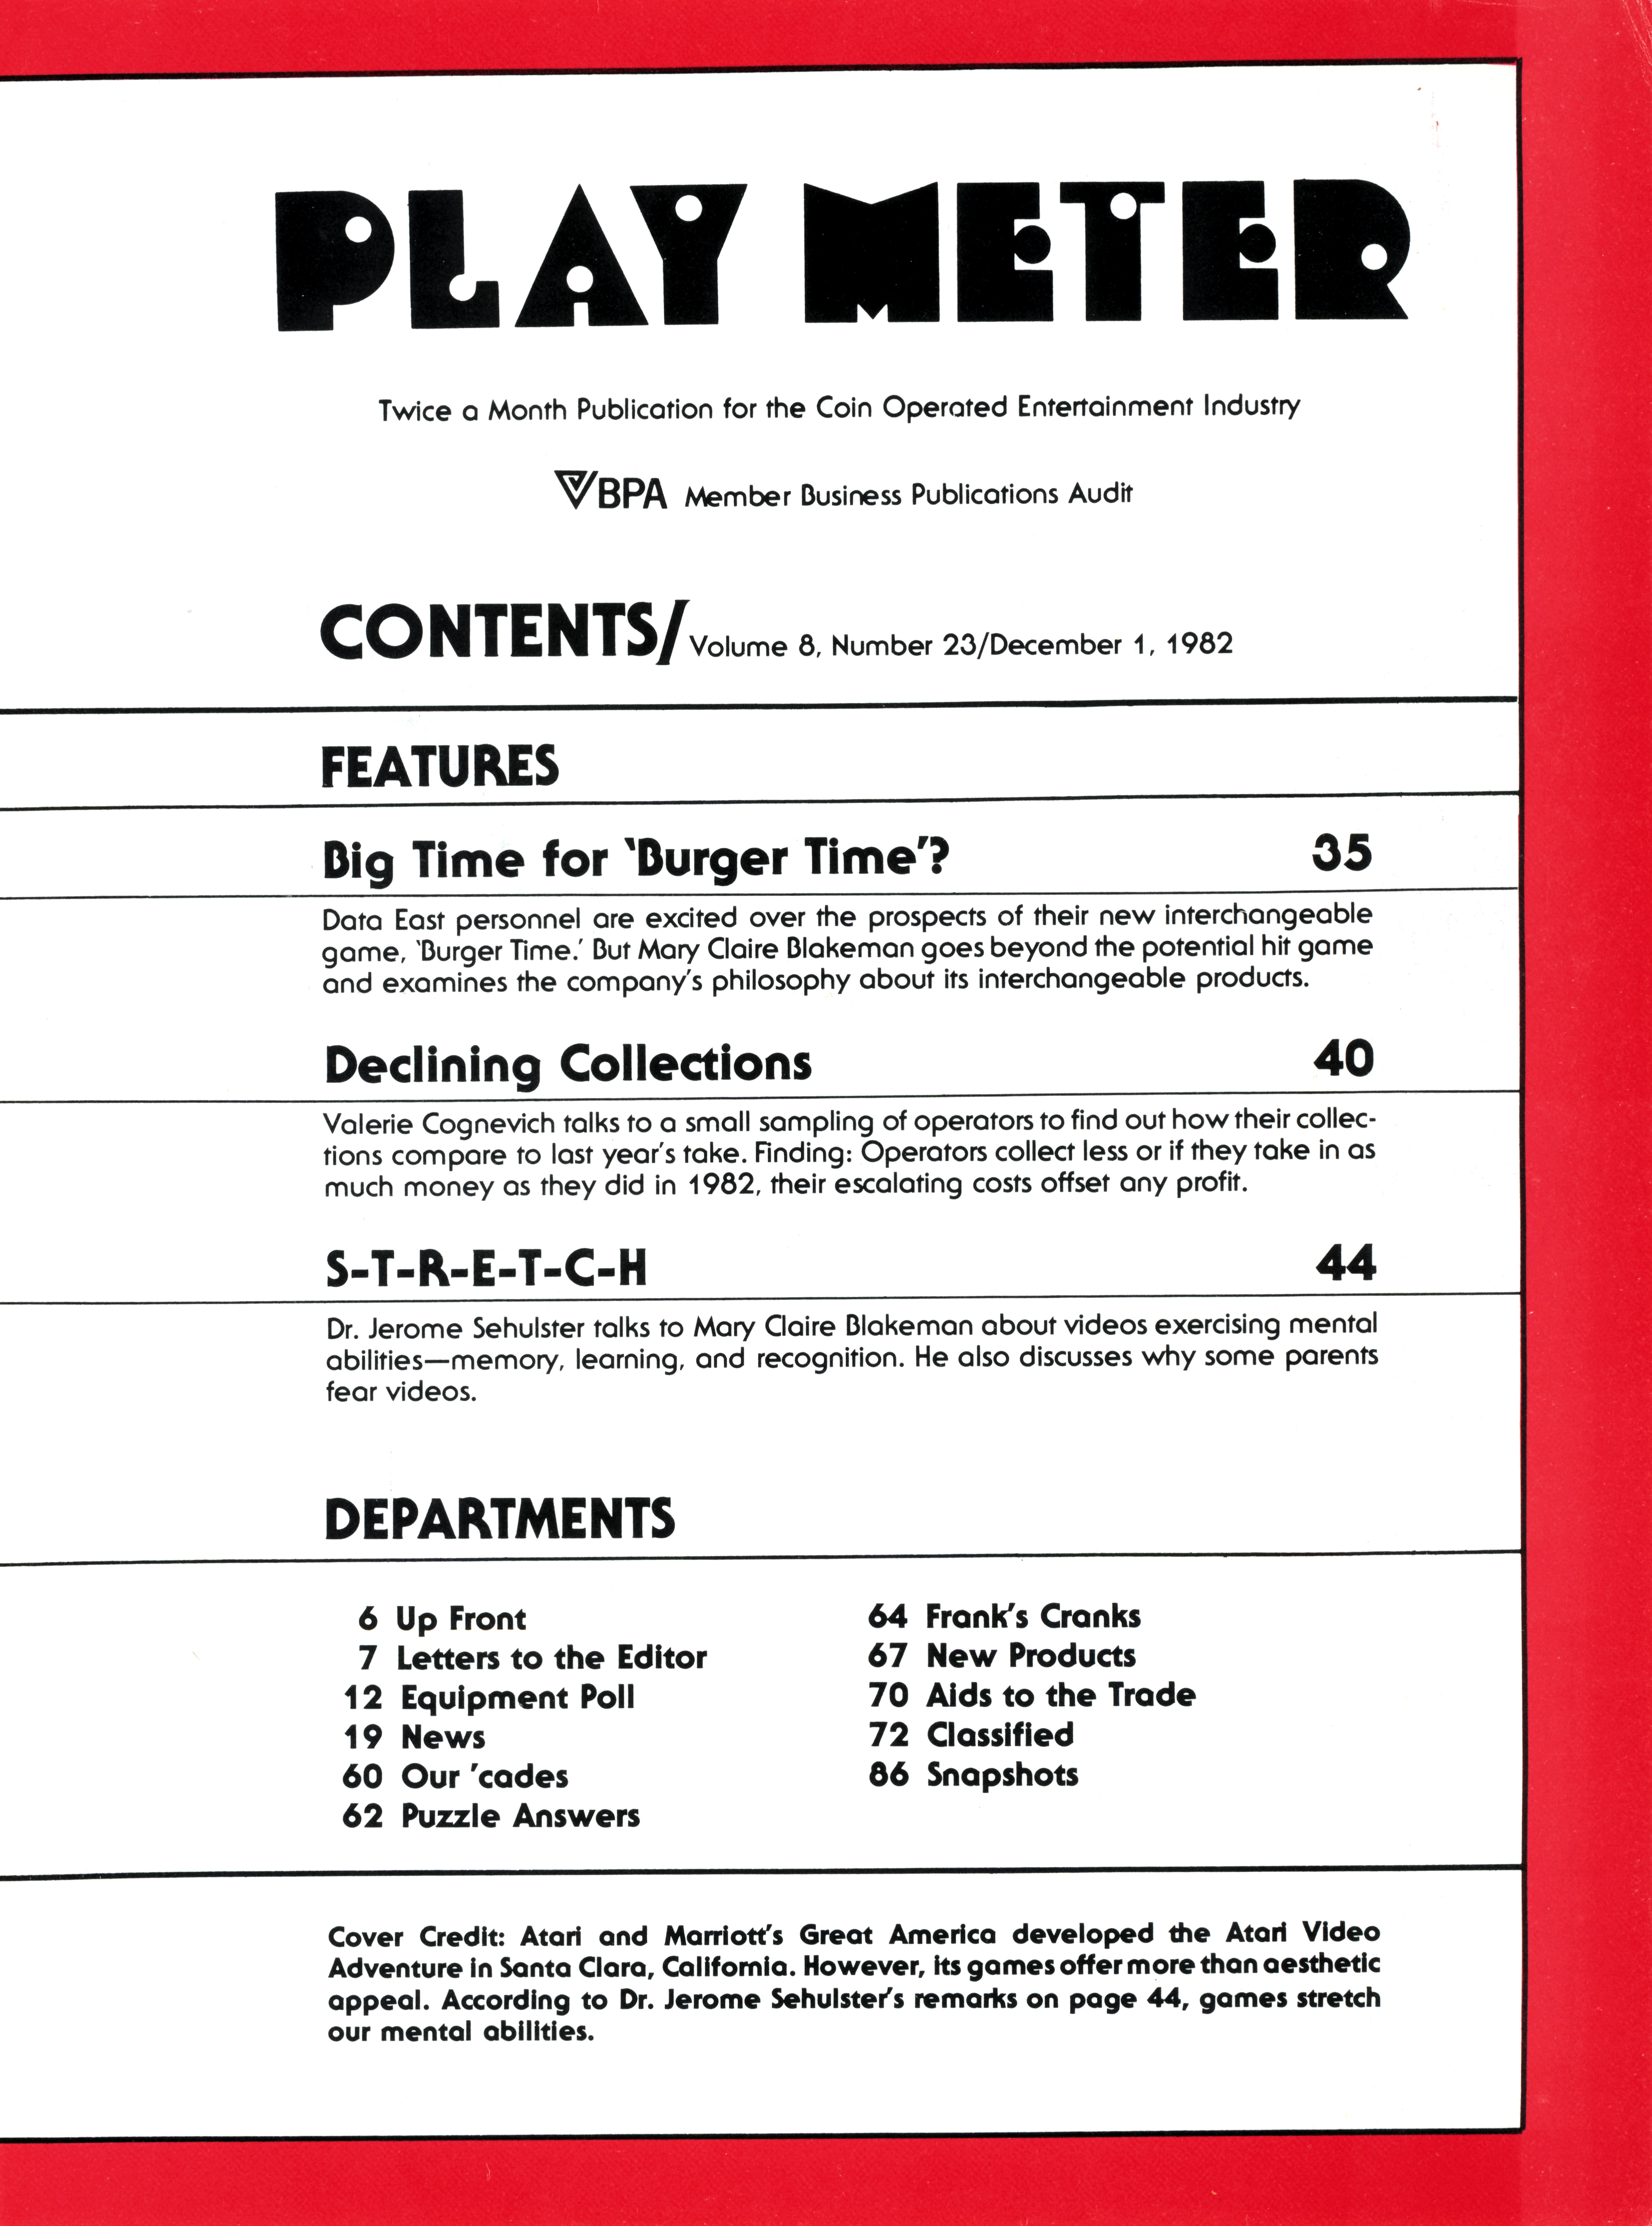 PLAY METER
Twice a Month Publication for the Coin Operated Entertainment Industry
BPA Member Business Publications Audit
CONTENTS/Volume 8, Number 23/December 1, 1982
FEATURES
Big Time for 'Burger Time'? 35
Data East personnel are excited over the prospects of their new interchangeable
game, 'Burger Time.' But Mary Claire Blakeman goes beyond the potential hit game
and examines the company's philosophy about its interchangeable products.
Declining Collections 40
Valerie Cognevich talks to a small sampling of operators to find out how their collec-
tions compare to last year's take. Finding: Operators collect less or if they take in as
much money as they did in 1982, their escalating costs offset any profit.
S-T-R-E-T-C-H 44
Dr. Jerome Sehulster talks to Mary Claire Blakeman about videos exercising mental
abilities—memory, learning, and recognition. He also discusses why some parents
fear videos.
DEPARTMENTS
6 Up Front
7 Letters to the Editor
12 Equipment Poll
19 News
60 Our 'cades
62 Puzzle Answers
64 Frank's Cranks
67 New Products
70 Aids to the Trade
72 Classified
86 Snapshots
Cover Credit: Atari and Marriott's Great America developed the Atari Video
Adventure in Santa Clara, California. However, its games offer more than aesthetic
appeal. According to Dr. Jerome Sehulster's remarks on page 44, games stretch
our mental abilities.